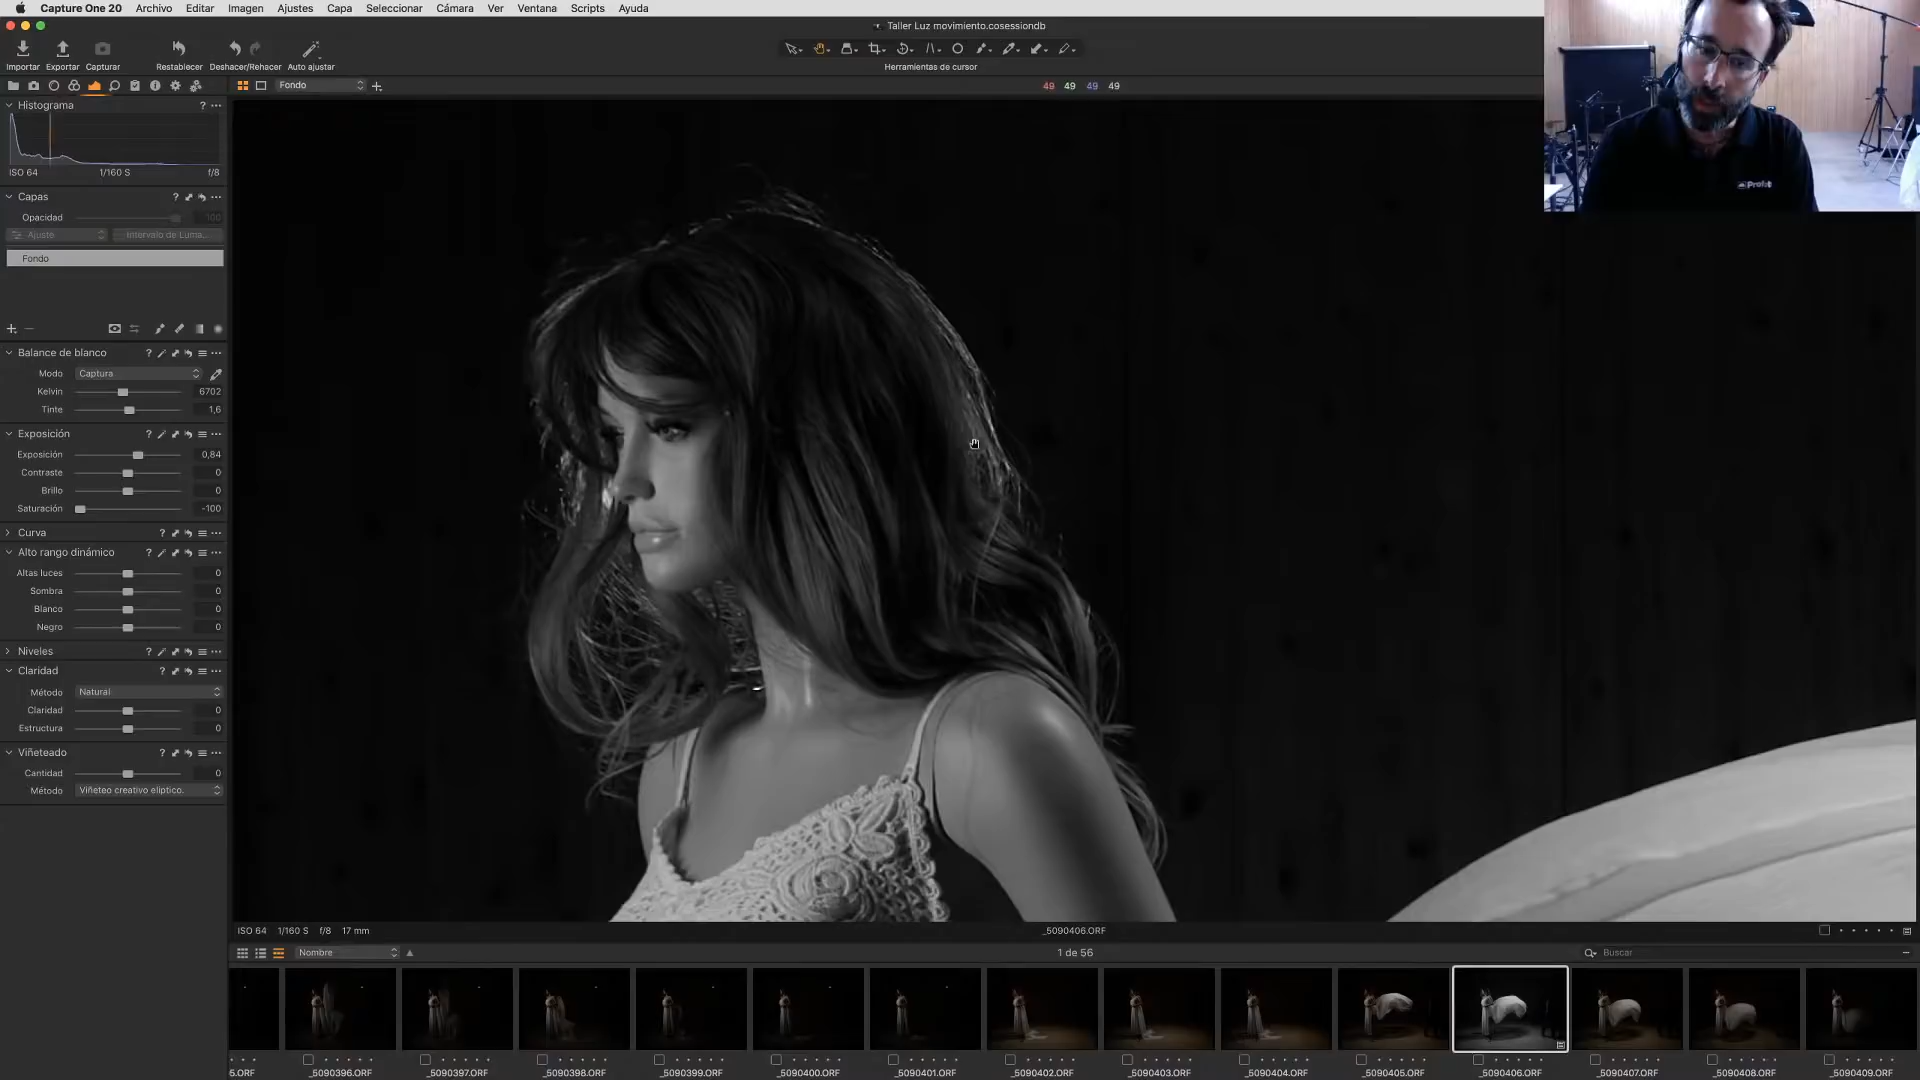 Capture One 20 Archivo Editar Imagen Ajustes Capa Seleccionar Cámara Ver Ventana Scripts Ayuda
Taller Luz movimiento.cosessiondb
Importar Exportar Capturar Restablecer Deshacer/Rehacer Auto ajustar Herramientas de cursor
Fondo
49 49 49 49
Histograma
ISO 64 1/160 S f/8
Capas
Opacidad 100
Ajuste Intervalo de Luma...
Fondo
Balance de blanco
Modo Captura
Kelvin 6702
Tinte 1,6
Exposición
Exposición 0,84
Contraste 0
Brillo 0
Saturación -100
Curva
Alto rango dinámico
Altas luces 0
Sombra 0
Blanco 0
Negro 0
Niveles
Claridad
Método Natural
Claridad 0
Estructura 0
Viñeteado
Cantidad 0
Método Viñeteo creativo elíptico.
ISO 64 1/160 S f/8 17 mm
_5090406.ORF
Nombre
1 de 56
Buscar
5.ORF _5090396.ORF _5090397.ORF _5090398.ORF _5090399.ORF _5090400.ORF _5090401.ORF _5090402.ORF _5090403.ORF _5090404.ORF _5090405.ORF _5090406.ORF _5090407.ORF _5090408.ORF _5090409.ORF